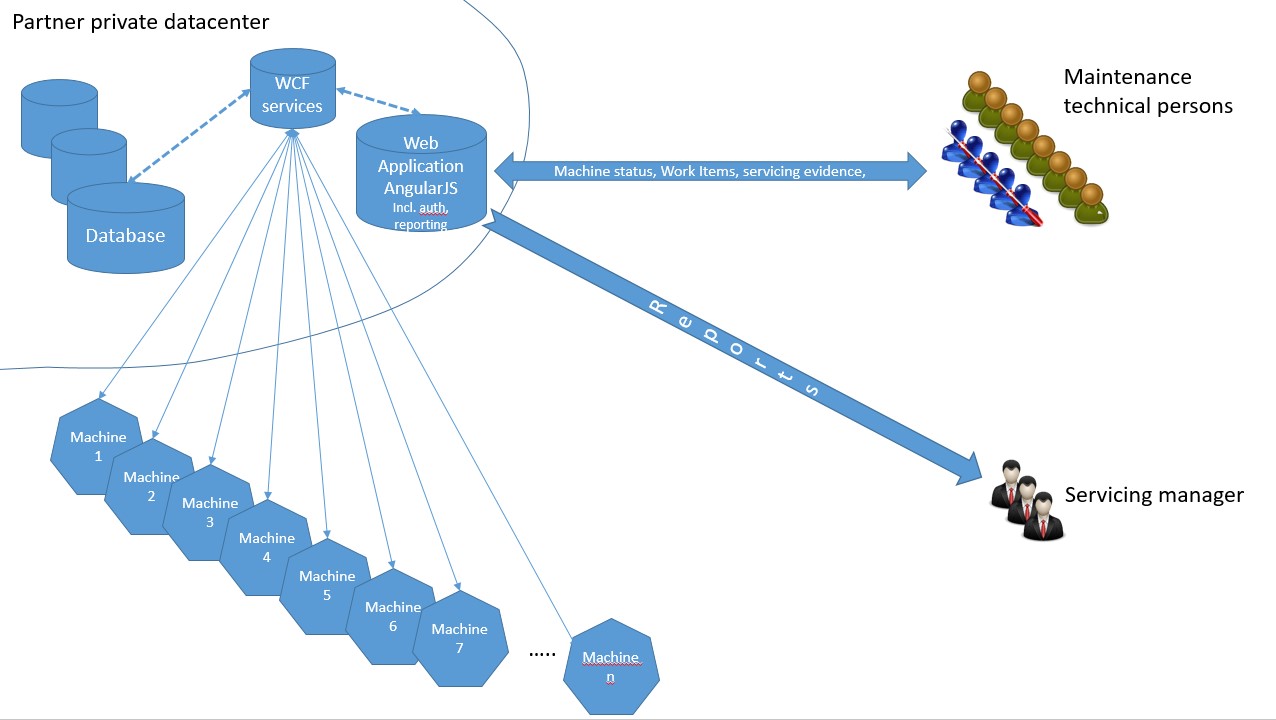 Partner private datacenter
WCF
services
Web
Application
AngularJS
Incl. auth,
reporting
Database
Machine status, Work Items, servicing evidence,
Maintenance
technical persons
Reports
Servicing manager
Machine
1
Machine
2
Machine
3
Machine
4
Machine
5
Machine
6
Machine
7
.....
Machine
n